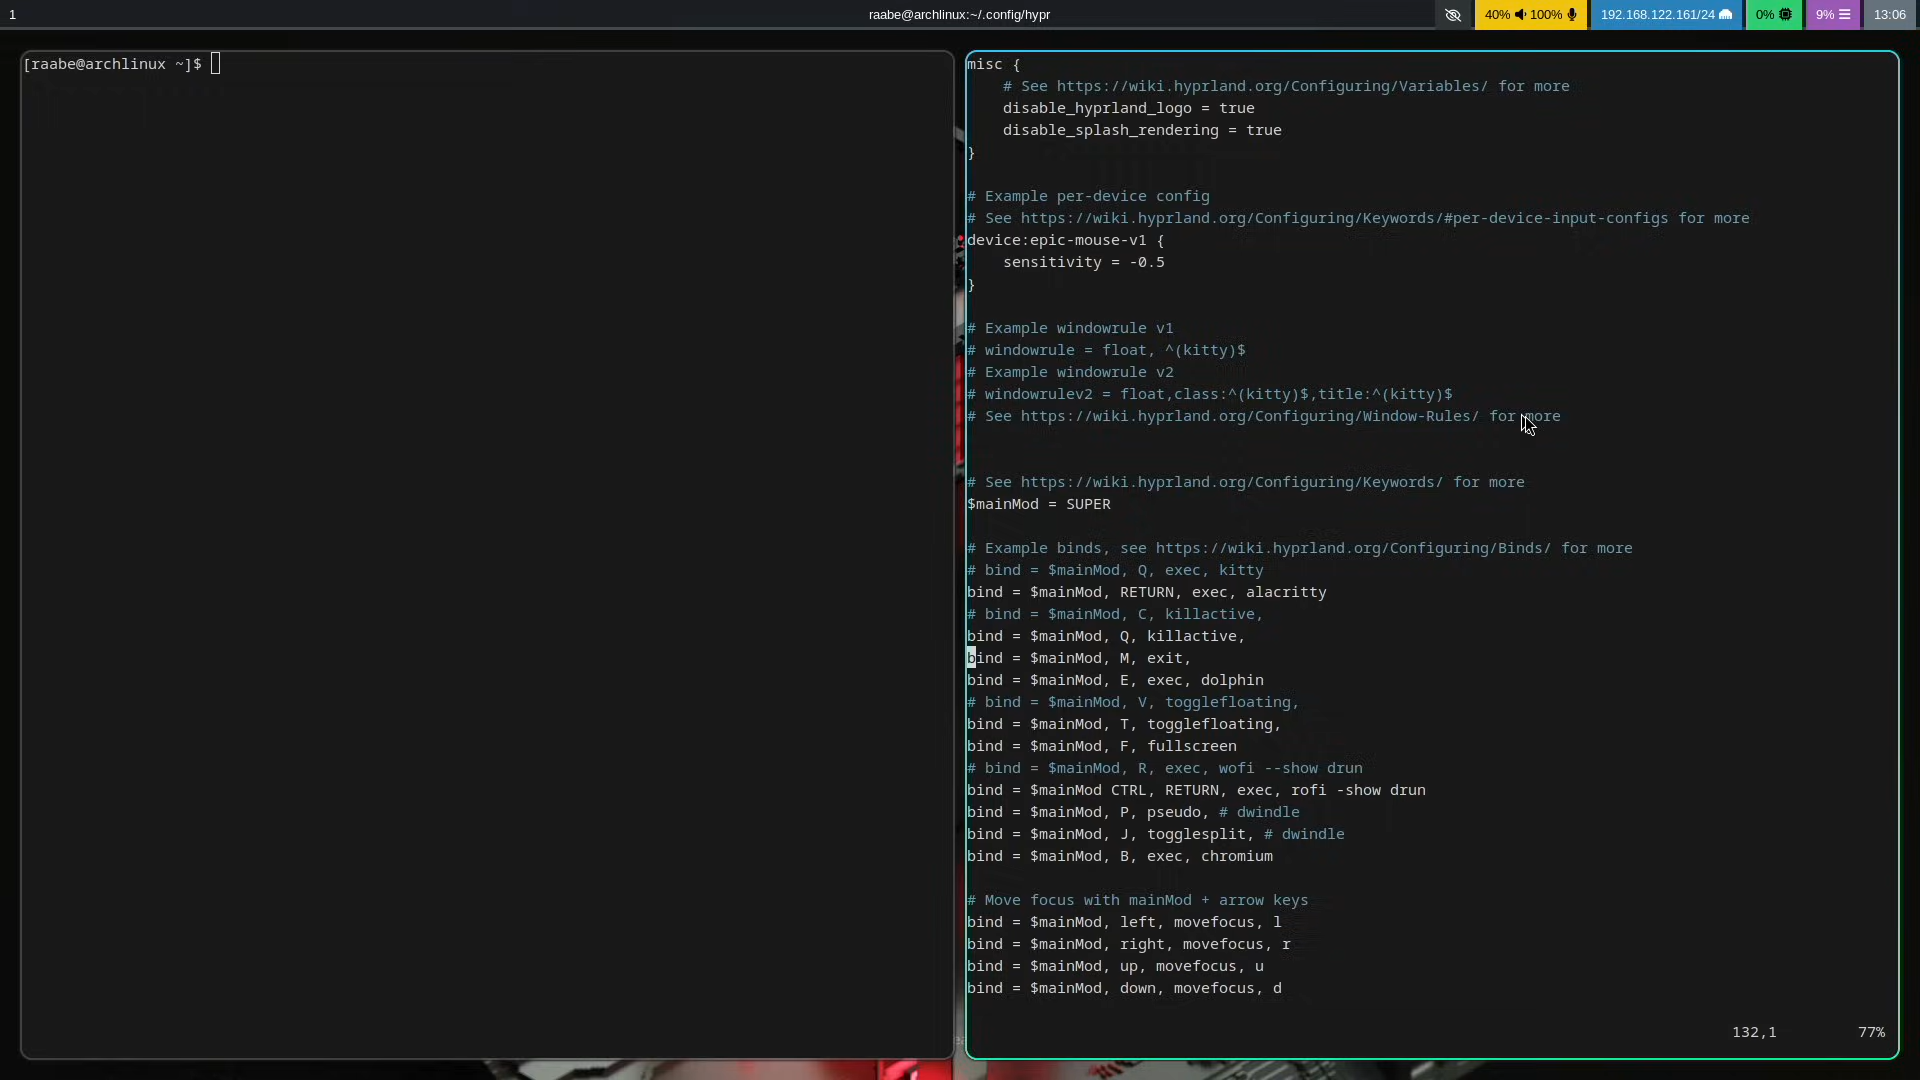 1
raabe@archlinux:~/.config/hypr
40% 100%
192.168.122.161/24
0%
9%
13:06
[raabe@archlinux ~]$
misc {
    # See https://wiki.hyprland.org/Configuring/Variables/ for more
    disable_hyprland_logo = true
    disable_splash_rendering = true
}
# Example per-device config
# See https://wiki.hyprland.org/Configuring/Keywords/#per-device-input-configs for more
device:epic-mouse-v1 {
    sensitivity = -0.5
}
# Example windowrule v1
# windowrule = float, ^(kitty)$
# Example windowrule v2
# windowrulev2 = float,class:^(kitty)$,title:^(kitty)$
# See https://wiki.hyprland.org/Configuring/Window-Rules/ for more
# See https://wiki.hyprland.org/Configuring/Keywords/ for more
$mainMod = SUPER
# Example binds, see https://wiki.hyprland.org/Configuring/Binds/ for more
# bind = $mainMod, Q, exec, kitty
bind = $mainMod, RETURN, exec, alacritty
# bind = $mainMod, C, killactive,
bind = $mainMod, Q, killactive,
bind = $mainMod, M, exit,
bind = $mainMod, E, exec, dolphin
# bind = $mainMod, V, togglefloating,
bind = $mainMod, T, togglefloating,
bind = $mainMod, F, fullscreen
# bind = $mainMod, R, exec, wofi --show drun
bind = $mainMod CTRL, RETURN, exec, rofi -show drun
bind = $mainMod, P, pseudo, # dwindle
bind = $mainMod, J, togglesplit, # dwindle
bind = $mainMod, B, exec, chromium
# Move focus with mainMod + arrow keys
bind = $mainMod, left, movefocus, l
bind = $mainMod, right, movefocus, r
bind = $mainMod, up, movefocus, u
bind = $mainMod, down, movefocus, d
132,1 77%